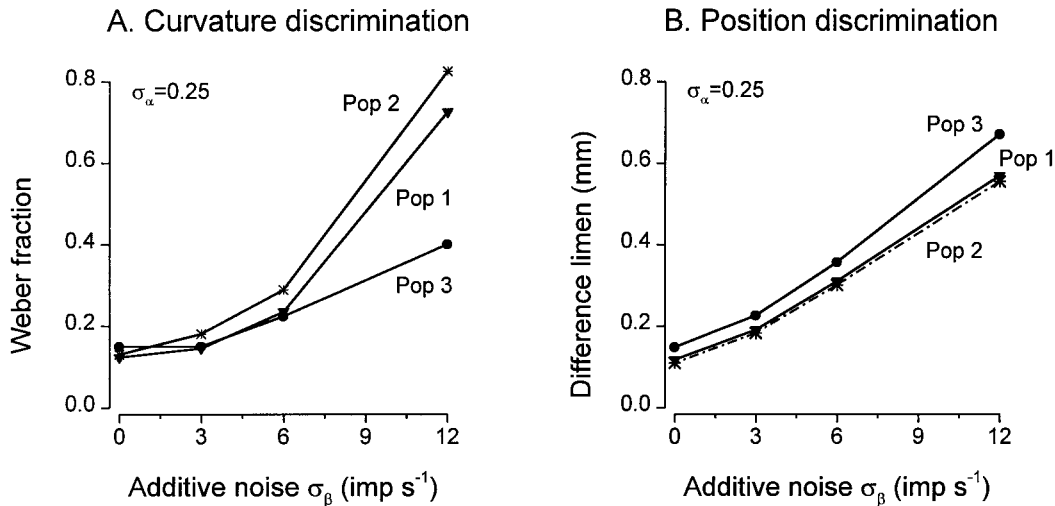 A. Curvature discrimination
σα=0.25
Weber fraction
0.8
0.6
0.4
0.2
0.0
Pop 2
Pop 1
Pop 3
0 3 6 9 12
Additive noise σβ (imp s⁻¹)
B. Position discrimination
σα=0.25
Difference limen (mm)
0.8
0.6
0.4
0.2
0.0
Pop 3
Pop 1
Pop 2
0 3 6 9 12
Additive noise σβ (imp s⁻¹)